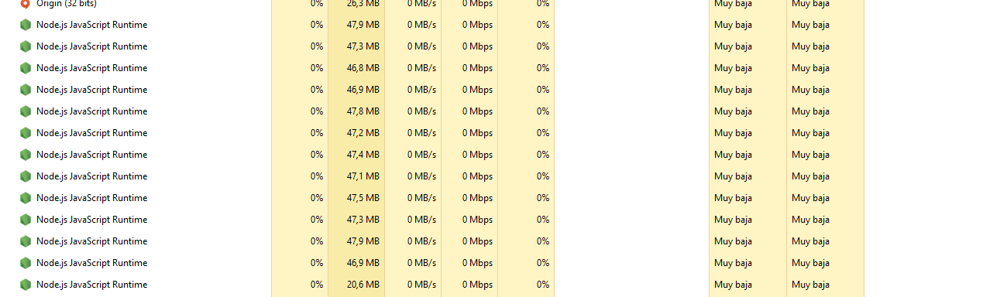 Origin (32 bits) 0% 26,3 MB 0 MB/s 0 Mbps 0% Muy baja Muy baja
Node.js JavaScript Runtime 0% 47,9 MB 0 MB/s 0 Mbps 0% Muy baja Muy baja
Node.js JavaScript Runtime 0% 47,3 MB 0 MB/s 0 Mbps 0% Muy baja Muy baja
Node.js JavaScript Runtime 0% 46,8 MB 0 MB/s 0 Mbps 0% Muy baja Muy baja
Node.js JavaScript Runtime 0% 46,9 MB 0 MB/s 0 Mbps 0% Muy baja Muy baja
Node.js JavaScript Runtime 0% 47,8 MB 0 MB/s 0 Mbps 0% Muy baja Muy baja
Node.js JavaScript Runtime 0% 47,2 MB 0 MB/s 0 Mbps 0% Muy baja Muy baja
Node.js JavaScript Runtime 0% 47,4 MB 0 MB/s 0 Mbps 0% Muy baja Muy baja
Node.js JavaScript Runtime 0% 47,1 MB 0 MB/s 0 Mbps 0% Muy baja Muy baja
Node.js JavaScript Runtime 0% 47,5 MB 0 MB/s 0 Mbps 0% Muy baja Muy baja
Node.js JavaScript Runtime 0% 47,3 MB 0 MB/s 0 Mbps 0% Muy baja Muy baja
Node.js JavaScript Runtime 0% 47,9 MB 0 MB/s 0 Mbps 0% Muy baja Muy baja
Node.js JavaScript Runtime 0% 46,9 MB 0 MB/s 0 Mbps 0% Muy baja Muy baja
Node.js JavaScript Runtime 0% 20,6 MB 0 MB/s 0 Mbps 0% Muy baja Muy baja